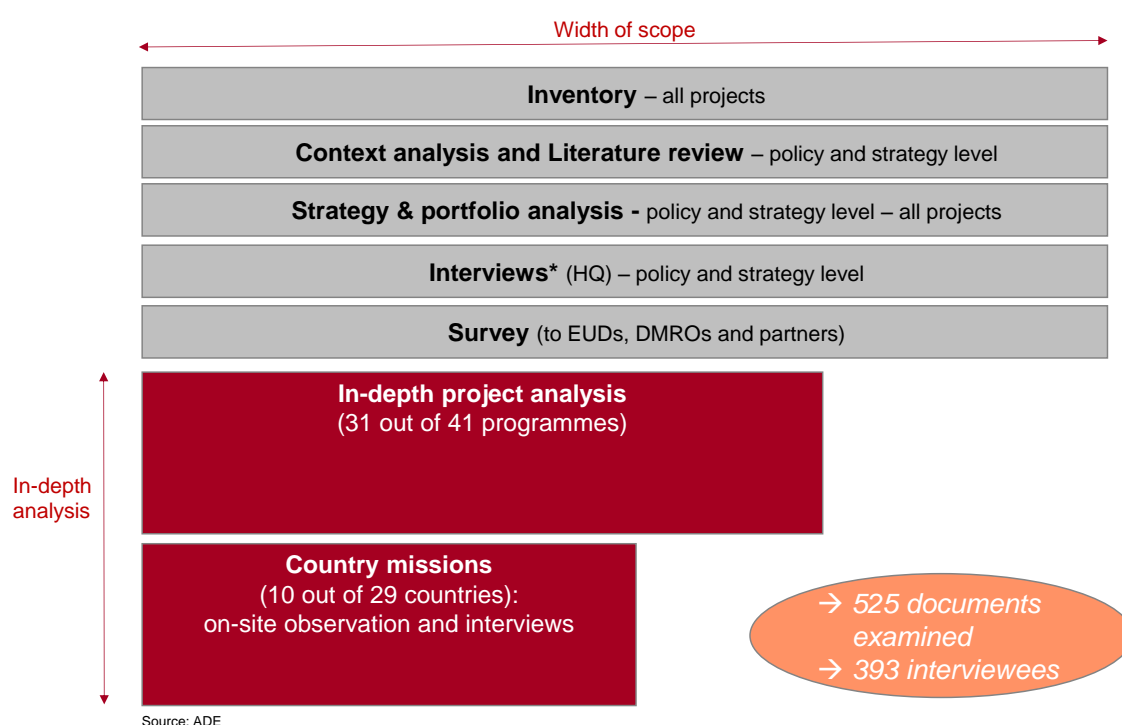 Width of scope
Inventory – all projects
Context analysis and Literature review – policy and strategy level
Strategy & portfolio analysis - policy and strategy level – all projects
Interviews* (HQ) – policy and strategy level
Survey (to EUDs, DMROs and partners)
In-depth project analysis
(31 out of 41 programmes)
In-depth
analysis
Country missions
(10 out of 29 countries):
on-site observation and interviews
→ 525 documents
examined
→ 393 interviewees
Source: ADE